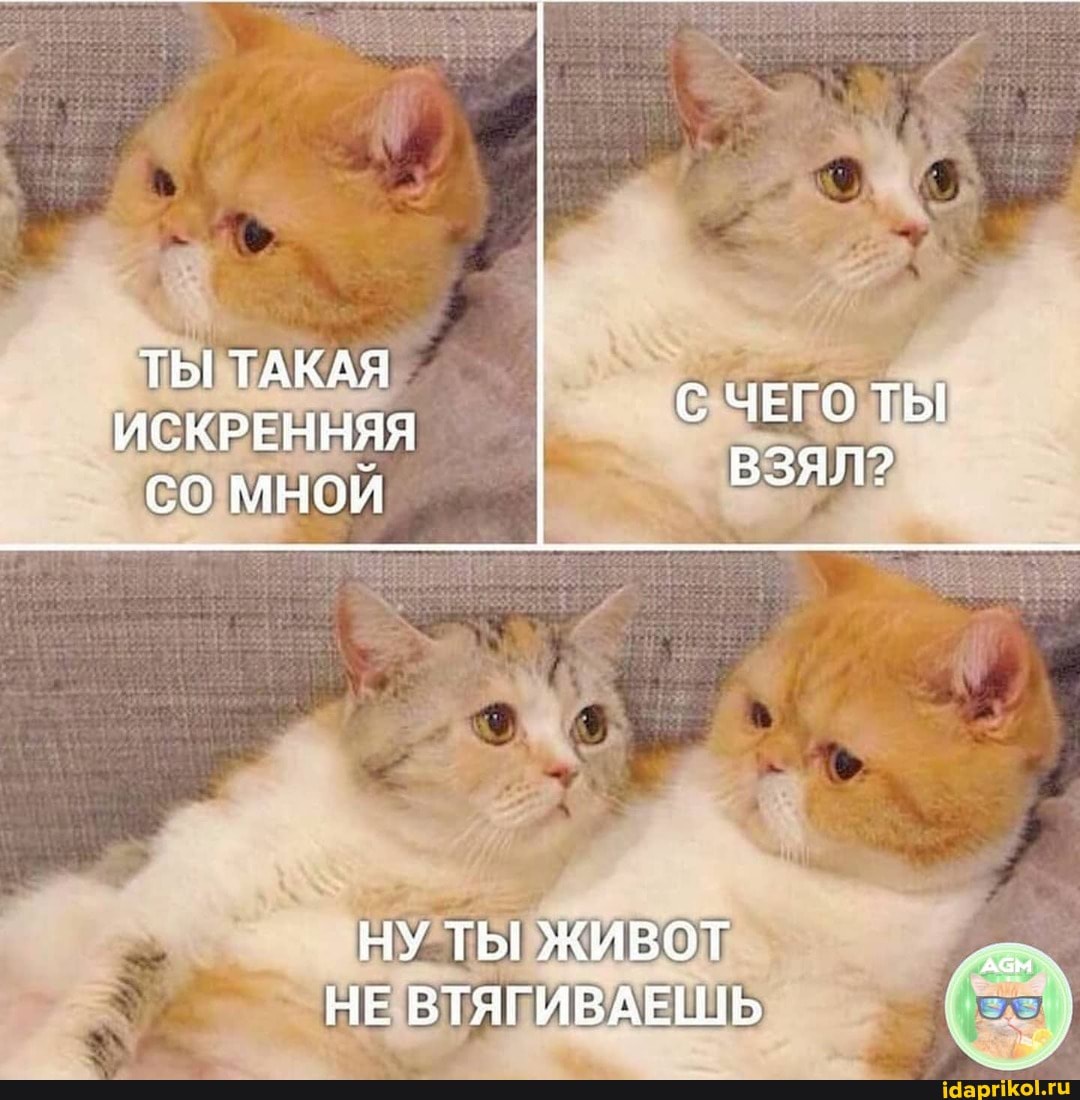 ТЫ ТАКАЯ
ИСКРЕННЯЯ
СО МНОЙ
С ЧЕГО ТЫ
ВЗЯЛ?
НУ ТЫ ЖИВОТ
НЕ ВТЯГИВАЕШЬ
AGM
idaprikol.ru